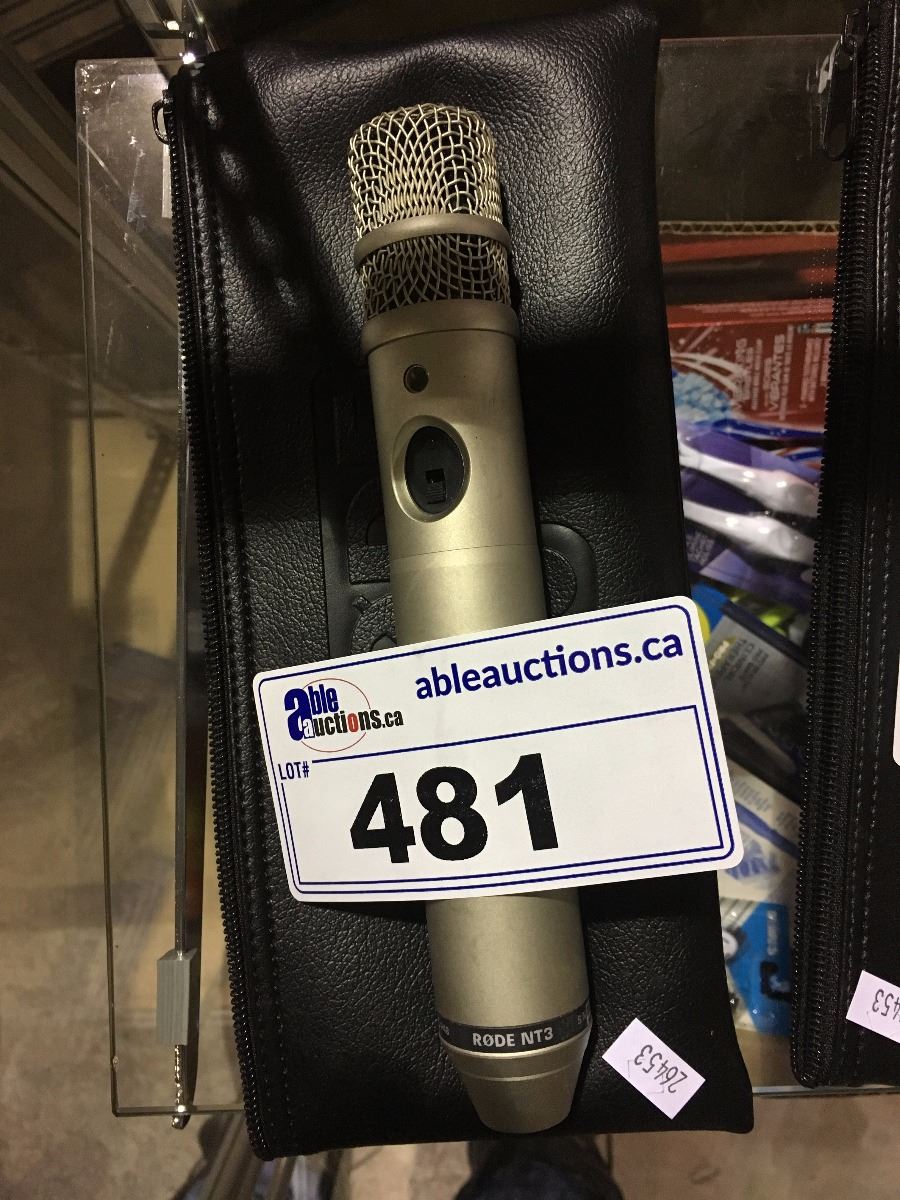 able
auctions.ca
ableauctions.ca
LOT#
481
RØDE NT3
26453